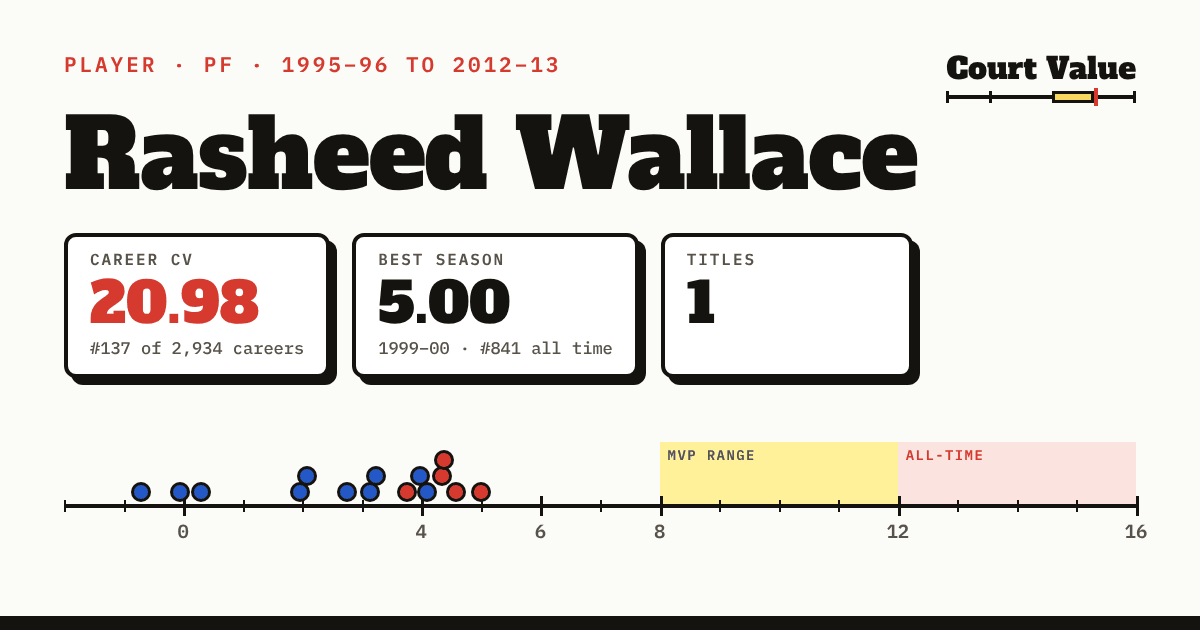 PLAYER · PF · 1995–96 TO 2012–13
Court Value
Rasheed Wallace
CAREER CV
20.98
#137 of 2,934 careers
BEST SEASON
5.00
1999–00 · #841 all time
TITLES
1
MVP RANGE
ALL-TIME
0 4 6 8 12 16